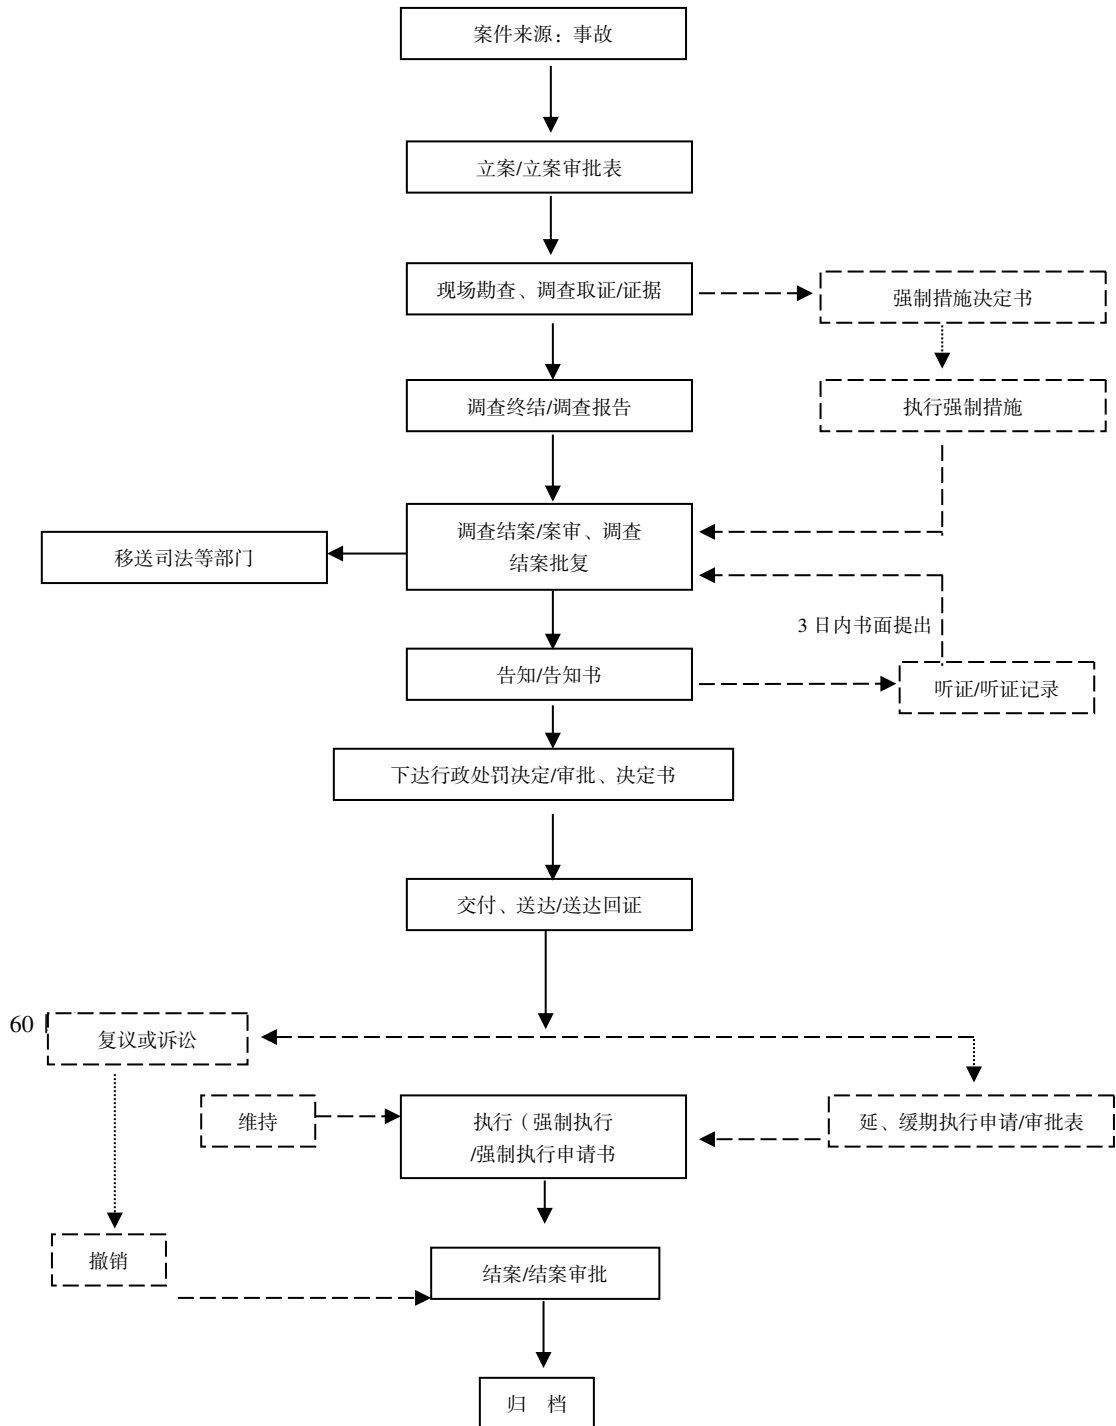 案件来源：事故
立案/立案审批表
现场勘查、调查取证/证据
强制措施决定书
调查终结/调查报告
执行强制措施
调查结案/案审、调查
结案批复
移送司法等部门
3 日内书面提出
告知/告知书
听证/听证记录
下达行政处罚决定/审批、决定书
交付、送达/送达回证
60
复议或诉讼
维持
执行（强制执行
/强制执行申请书
延、缓期执行申请/审批表
撤销
结案/结案审批
归 档